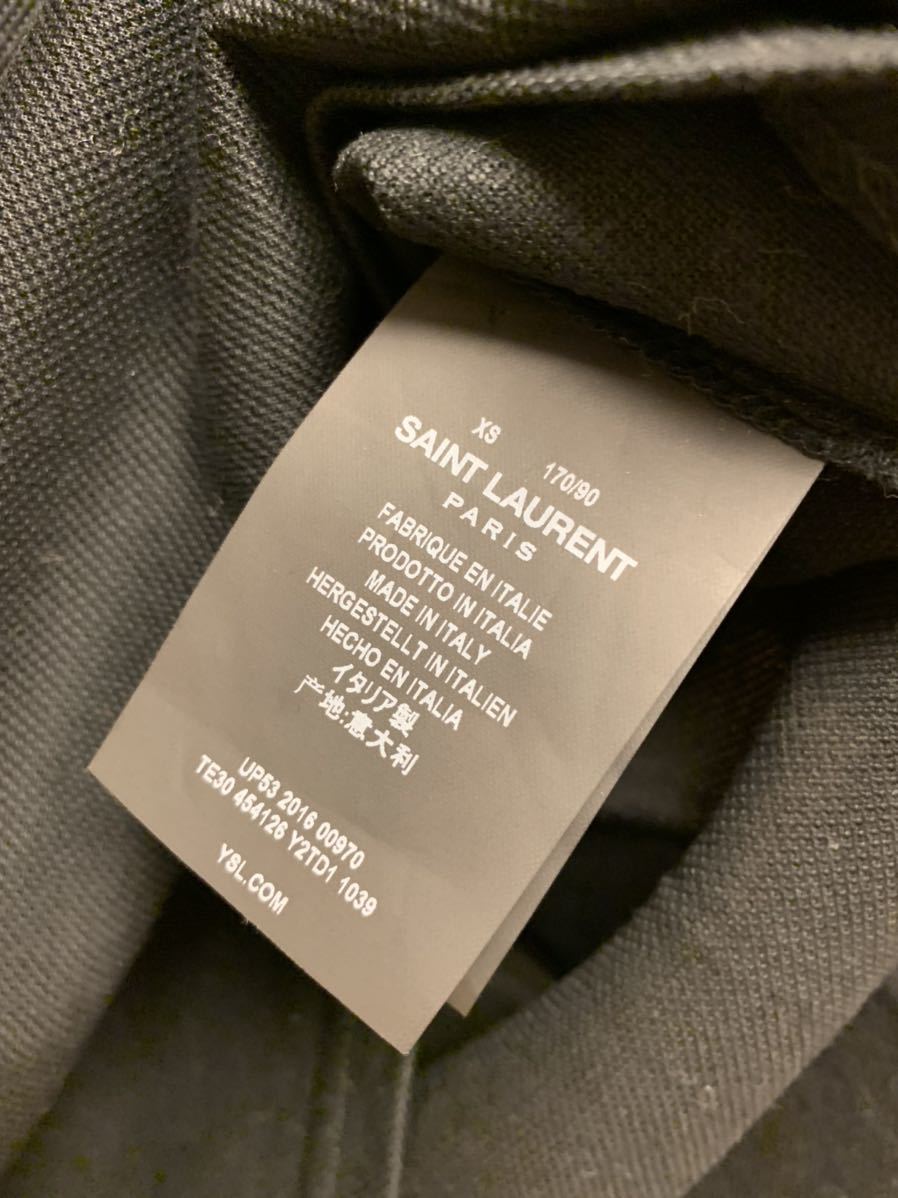 XS 170/90
SAINT LAURENT
PARIS
FABRIQUE EN ITALIE
PRODOTTO IN ITALIA
MADE IN ITALY
HERGESTELLT IN ITALIEN
HECHO EN ITALIA
イタリア製
产地:意大利
UP53 2016 00970
TE30 454126 Y2TD1 1039
YSL.COM